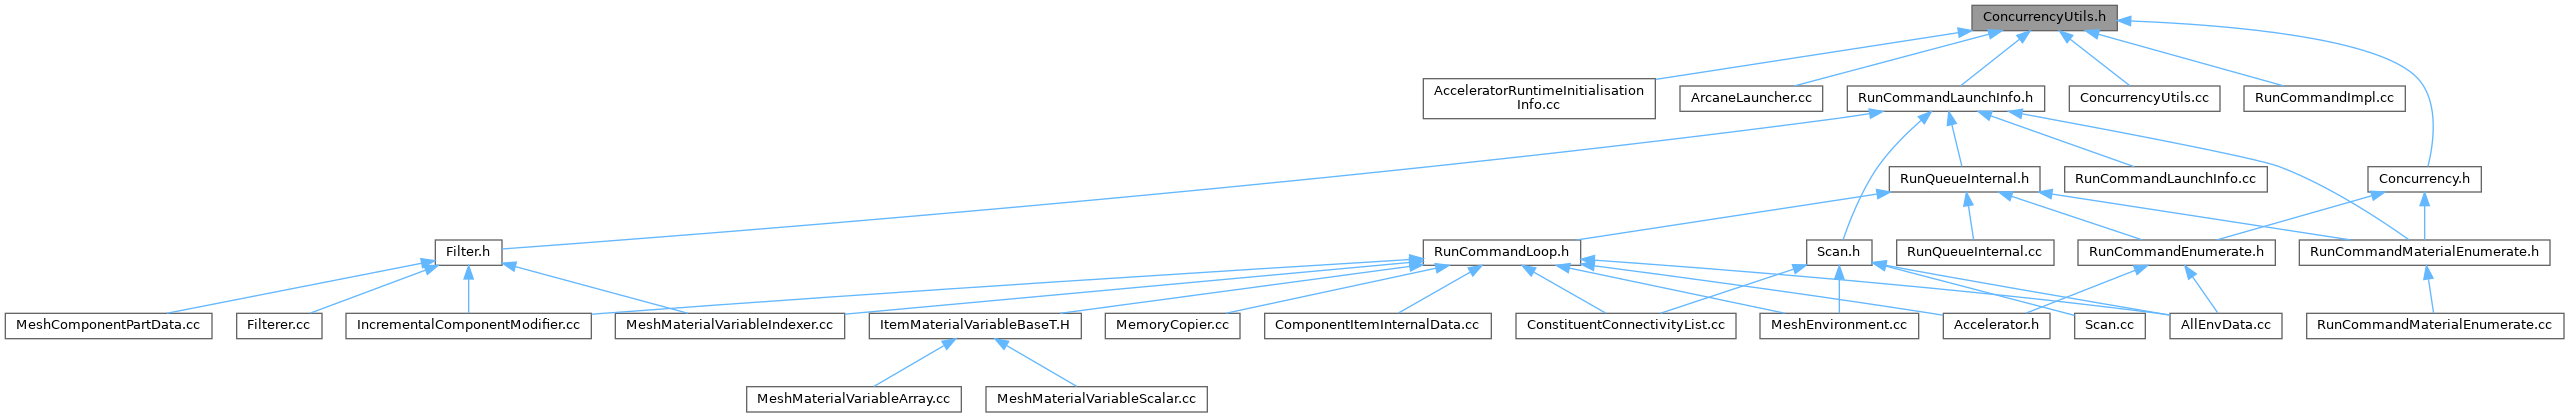 ConcurrencyUtils.h
AcceleratorRuntimeInitialisation
Info.cc
ArcaneLauncher.cc
RunCommandLaunchInfo.h
ConcurrencyUtils.cc
RunCommandImpl.cc
RunQueueInternal.h
RunCommandLaunchInfo.cc
Concurrency.h
Filter.h
RunCommandLoop.h
Scan.h
RunQueueInternal.cc
RunCommandEnumerate.h
RunCommandMaterialEnumerate.h
MeshComponentPartData.cc
Filterer.cc
IncrementalComponentModifier.cc
MeshMaterialVariableIndexer.cc
ItemMaterialVariableBaseT.H
MemoryCopier.cc
ComponentItemInternalData.cc
ConstituentConnectivityList.cc
MeshEnvironment.cc
Accelerator.h
Scan.cc
AllEnvData.cc
RunCommandMaterialEnumerate.cc
MeshMaterialVariableArray.cc
MeshMaterialVariableScalar.cc